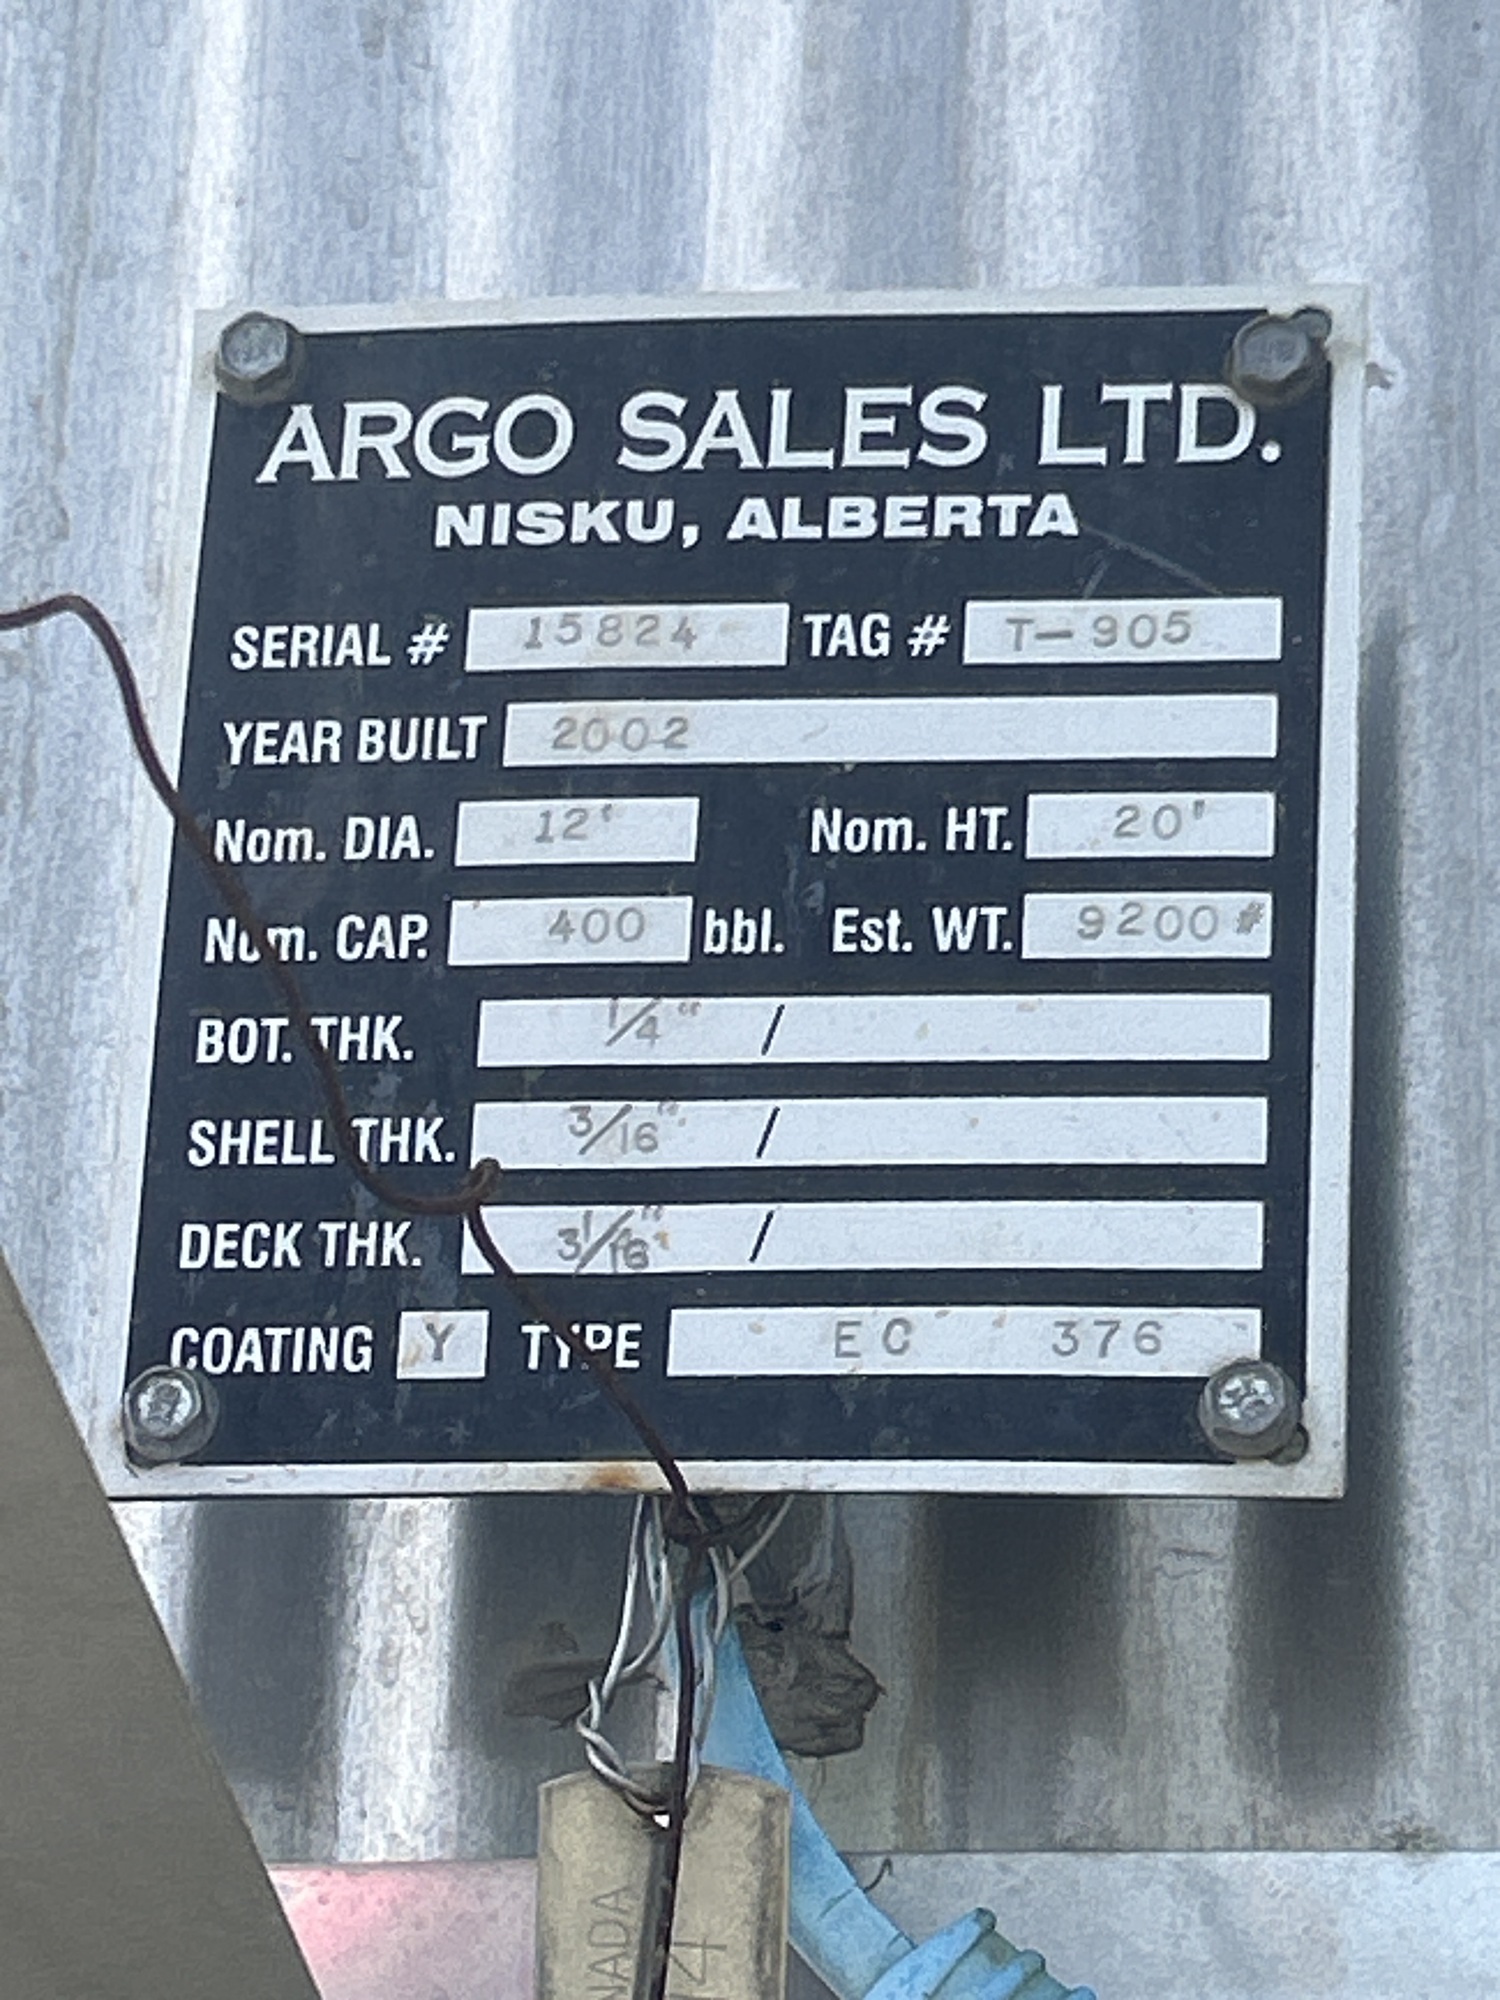 ARGO SALES LTD.
NISKU, ALBERTA
SERIAL # 15824 TAG # T-905
YEAR BUILT 2002
Nom. DIA. 12' Nom. HT. 20'
Nom. CAP. 400 bbl. Est. WT. 9200#
BOT. THK. 1/4" /
SHELL THK. 3/16" /
DECK THK. /
COATING Y TYPE EC 376
NADA
14